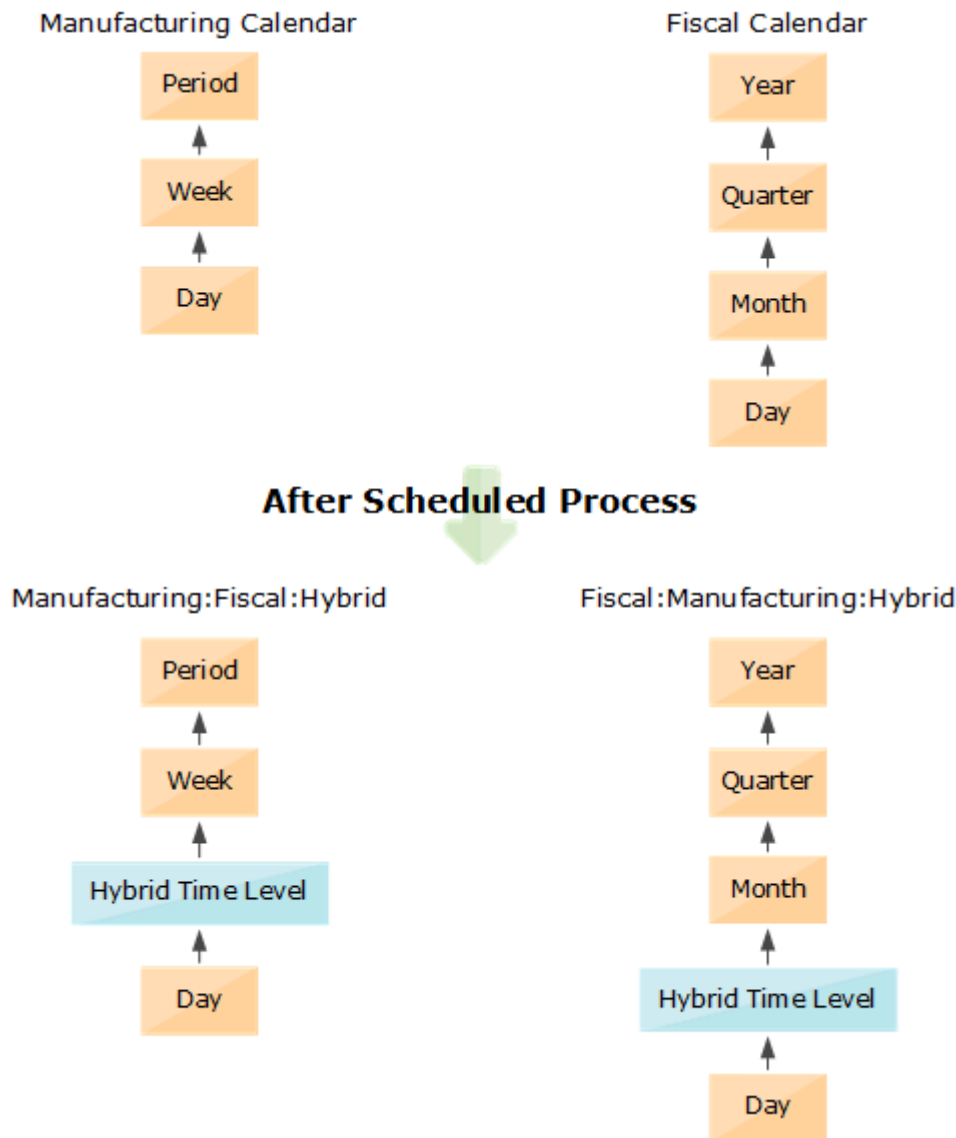 Manufacturing Calendar
Period
Week
Day
Fiscal Calendar
Year
Quarter
Month
Day
After Scheduled Process
Manufacturing:Fiscal:Hybrid
Period
Week
Hybrid Time Level
Day
Fiscal:Manufacturing:Hybrid
Year
Quarter
Month
Hybrid Time Level
Day